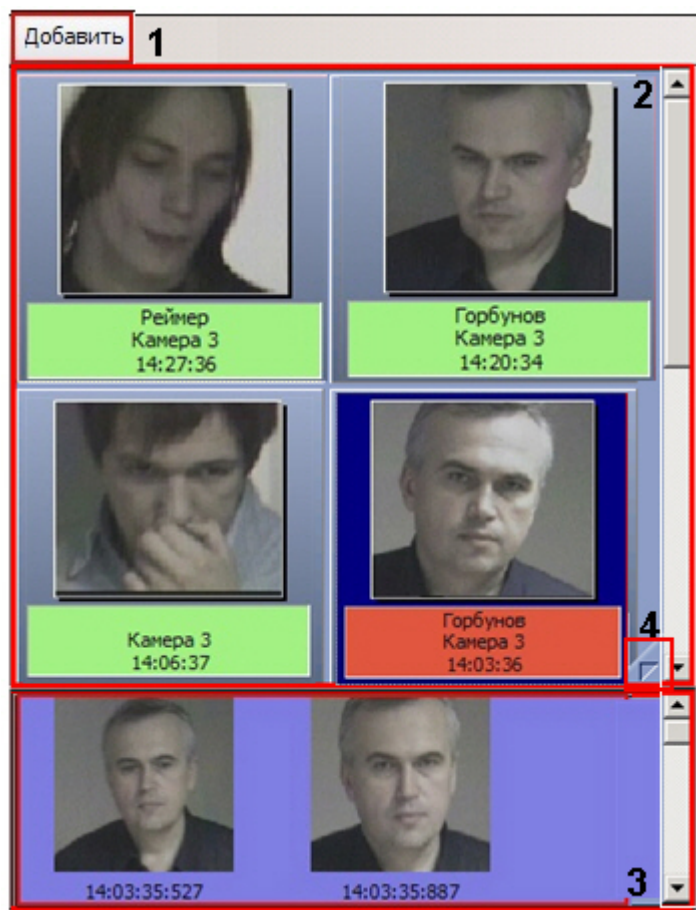 Добавить 1
2
Реймер
Камера 3
14:27:36
Горбунов
Камера 3
14:20:34
Камера 3
14:06:37
Горбунов
Камера 3
14:03:36
4
14:03:35:527
14:03:35:887
3